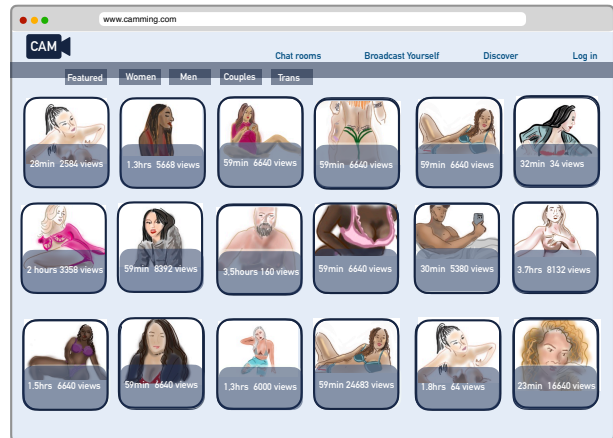 www.camming.com
CAM
Chat rooms Broadcast Yourself Discover Log in
Featured Women Men Couples Trans
28min 2584 views 1.3hrs 5668 views 59min 6640 views 59min 6640 views 59min 6640 views 32min 34 views
2 hours 3358 views 59min 8392 views 3,5hours 160 views 59min 6640 views 30min 5380 views 3.7hrs 8132 views
1.5hrs 6640 views 59min 6640 views 1,3hrs 6000 views 59min 24683 views 1.8hrs 64 views 23min 16640 views